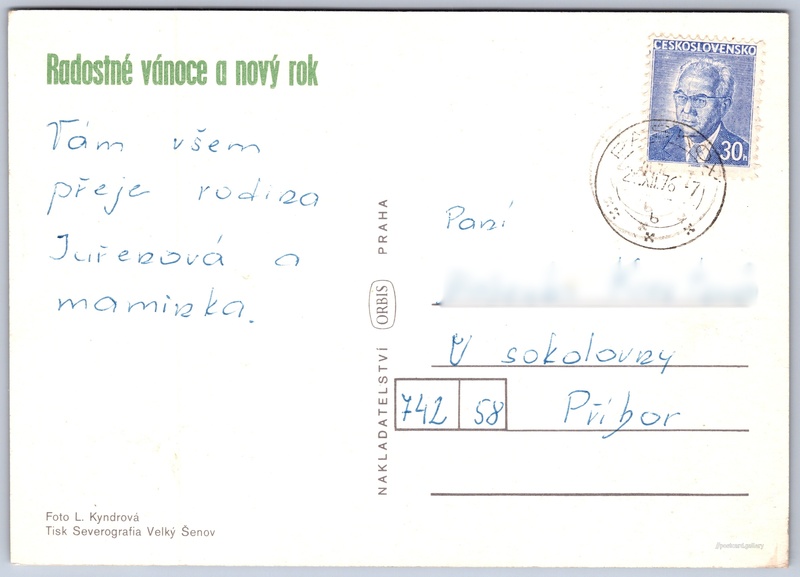 Radostné vánoce a nový rok
Vám všem
přeje rodina
Juřenová a
maminka.
Foto L. Kyndrová
Tisk Severografia Velký Šenov
NAKLADATELSTVÍ ORBIS PRAHA
ČESKOSLOVENSKO
30h
Paní
U sokolovny
742 58 Příbor